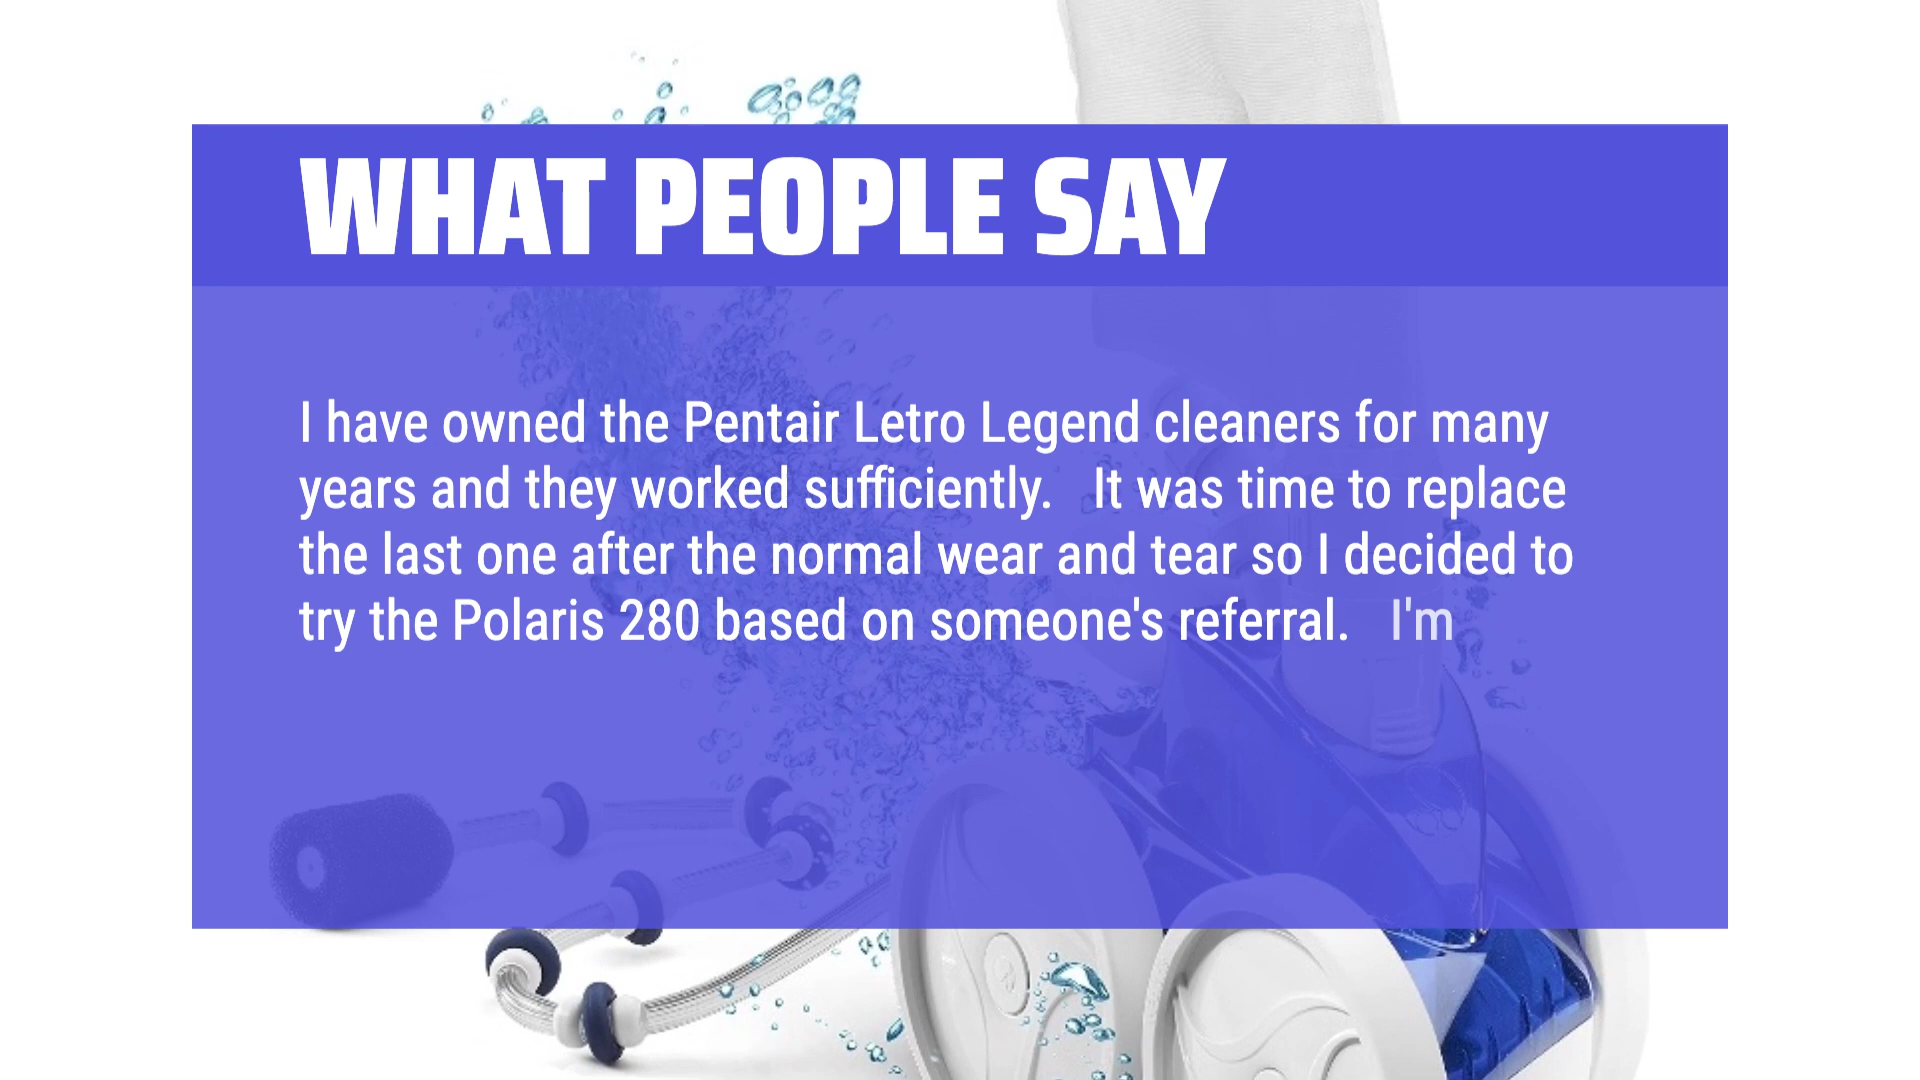 WHAT PEOPLE SAY
I have owned the Pentair Letro Legend cleaners for many
years and they worked sufficiently.   It was time to replace
the last one after the normal wear and tear so I decided to
try the Polaris 280 based on someone's referral.   I'm